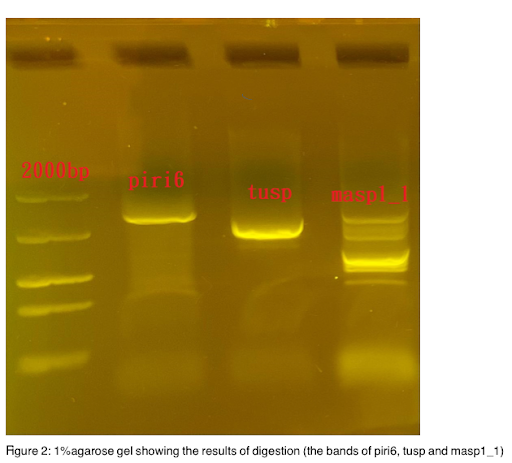 2000bp
piri6
tusp
masp1_1
Figure 2: 1%agarose gel showing the results of digestion (the bands of piri6, tusp and masp1_1)